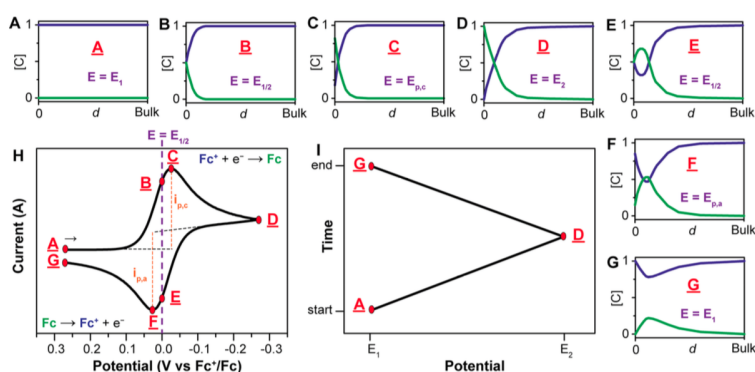 A
1
[C]
0
A
E = E1
0
d
Bulk
B
1
0
B
E = E1/2
0
d
Bulk
C
1
0
C
E = Ep,c
0
d
Bulk
D
1
0
D
E = E2
0
d
Bulk
E
1
[C]
0
E
E = E1/2
0
d
Bulk
F
1
[C]
0
F
E = Ep,a
0
d
Bulk
G
1
[C]
0
G
E = E1
0
d
Bulk
H
E = E1/2
Fc+ + e- → Fc
Current (A)
A
→
G
B
C
D
E
F
ip,c
ip,a
Fc → Fc+ + e-
0.3 0.2 0.1 0.0 -0.1 -0.2 -0.3
Potential (V vs Fc+/Fc)
I
end
Time
start
G
D
A
E1
E2
Potential